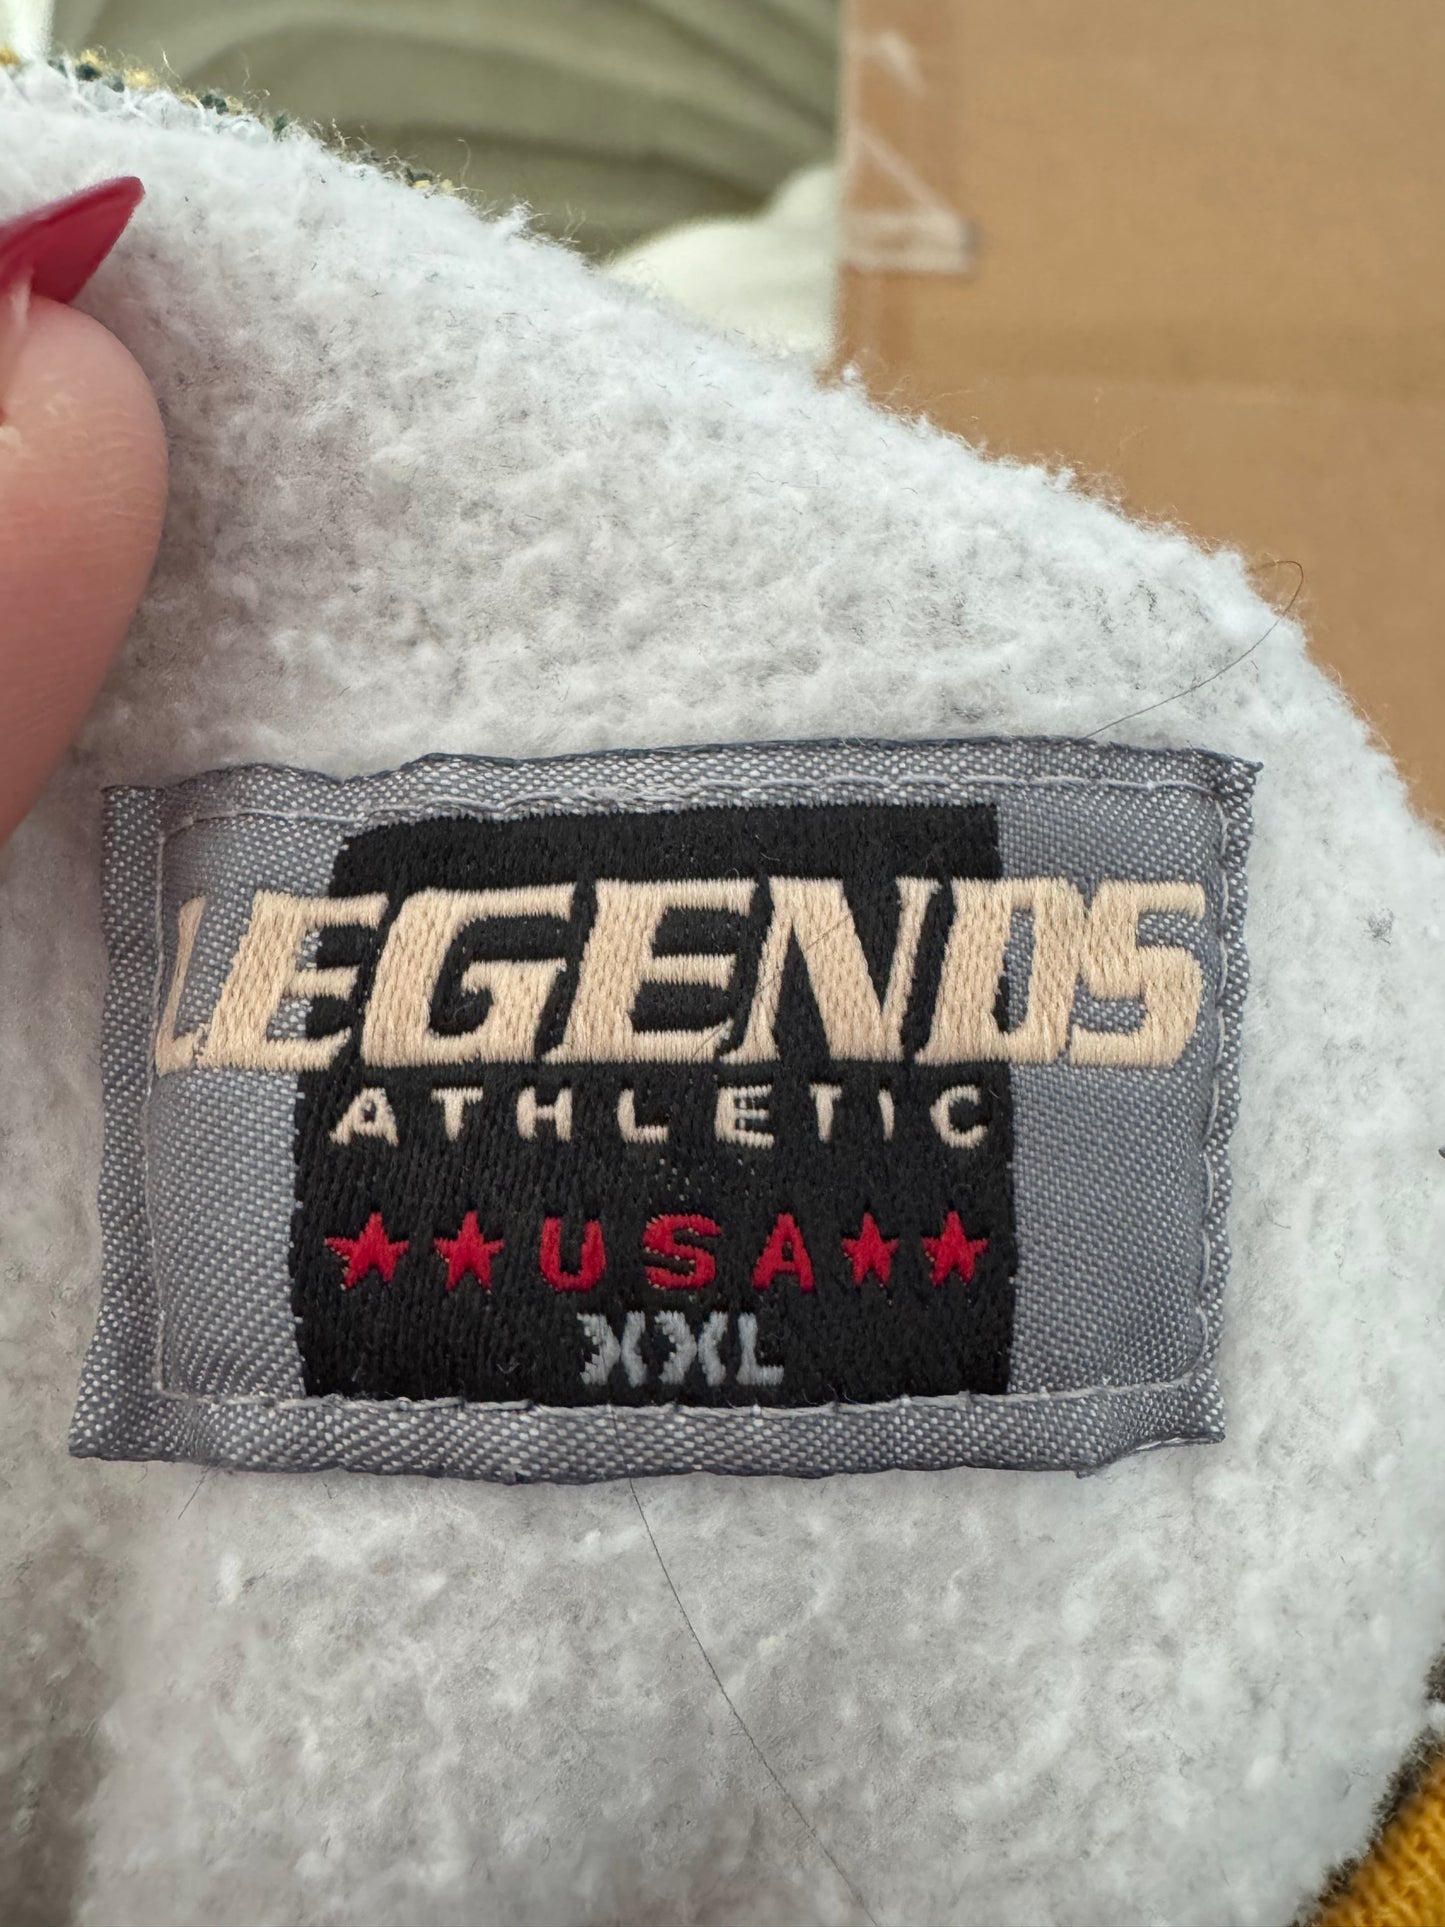 LEGENDS
ATHLETIC
★★USA★★
XXL